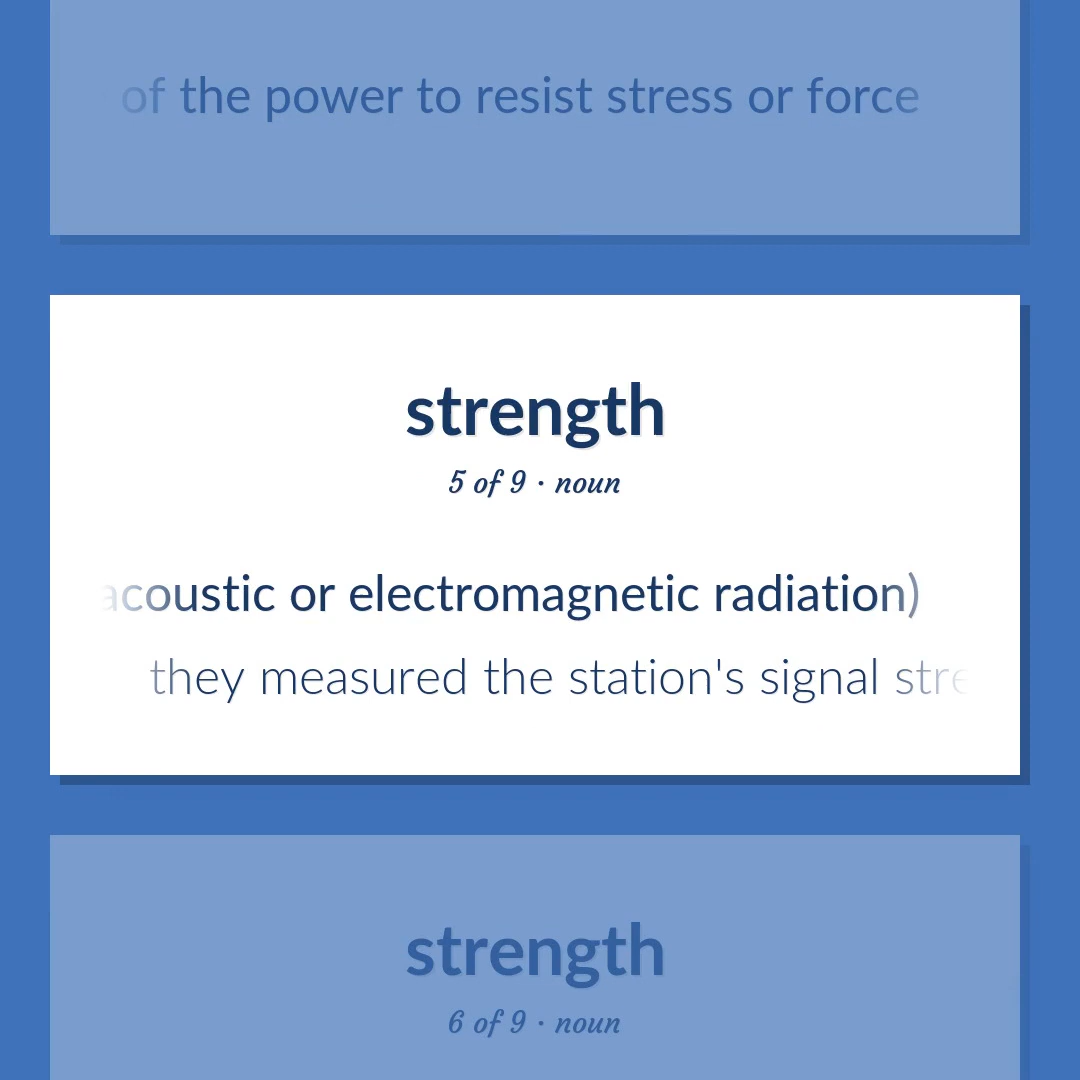 of the power to resist stress or force
strength
5 of 9 · noun
acoustic or electromagnetic radiation)
they measured the station's signal stre
strength
6 of 9 · noun